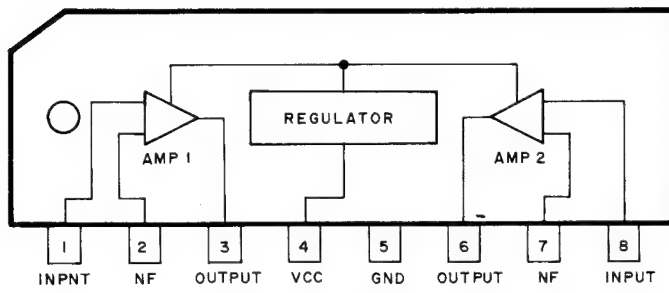 REGULATOR
AMP 1
AMP 2
1 2 3 4 5 6 7 8
INPNT NF OUTPUT VCC GND OUTPUT NF INPUT